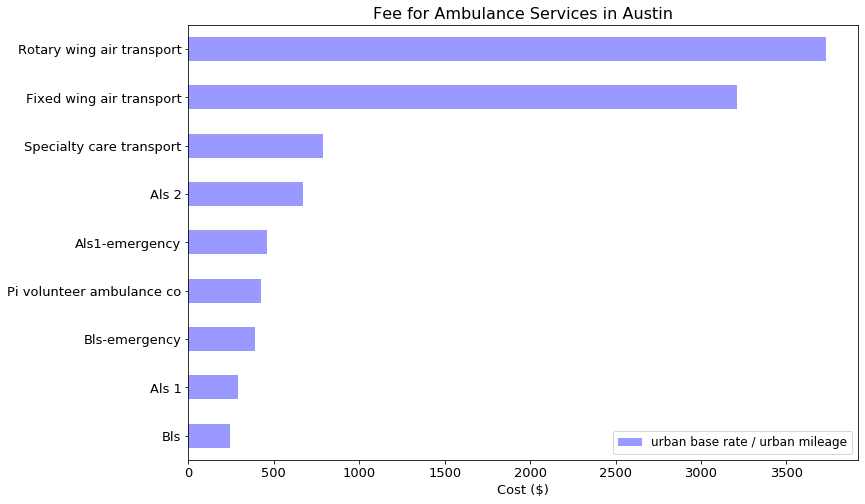 Fee for Ambulance Services in Austin
Rotary wing air transport
Fixed wing air transport
Specialty care transport
Als 2
Als1-emergency
Pi volunteer ambulance co
Bls-emergency
Als 1
Bls
urban base rate / urban mileage
0 500 1000 1500 2000 2500 3000 3500
Cost ($)